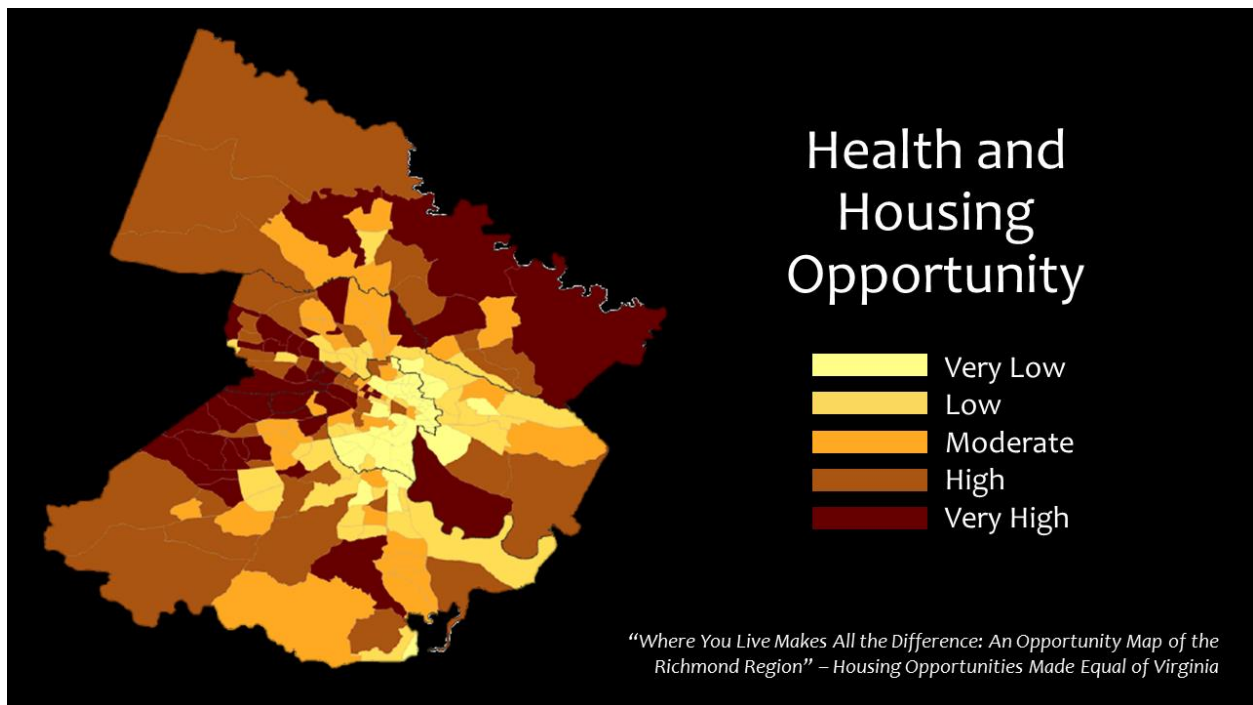 Health and
Housing
Opportunity
Very Low
Low
Moderate
High
Very High
“Where You Live Makes All the Difference: An Opportunity Map of the
Richmond Region” – Housing Opportunities Made Equal of Virginia